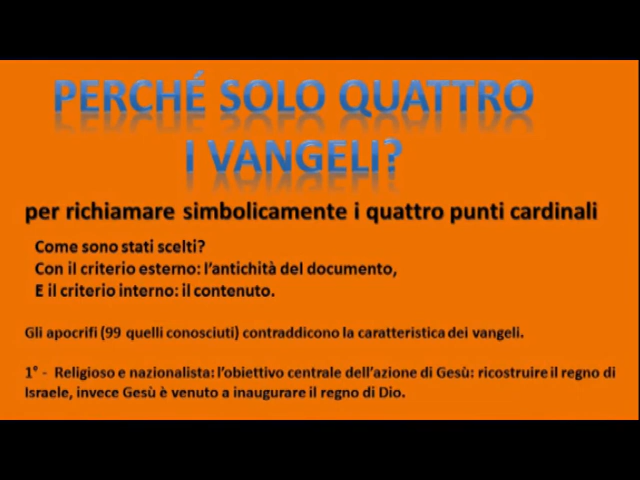 PERCHÉ SOLO QUATTRO
I VANGELI?
per richiamare simbolicamente i quattro punti cardinali
Come sono stati scelti?
Con il criterio esterno: l'antichità del documento,
E il criterio interno: il contenuto.
Gli apocrifi (99 quelli conosciuti) contraddicono la caratteristica dei vangeli.
1° - Religioso e nazionalista: l'obiettivo centrale dell'azione di Gesù: ricostruire il regno di
Israele, invece Gesù è venuto a inaugurare il regno di Dio.